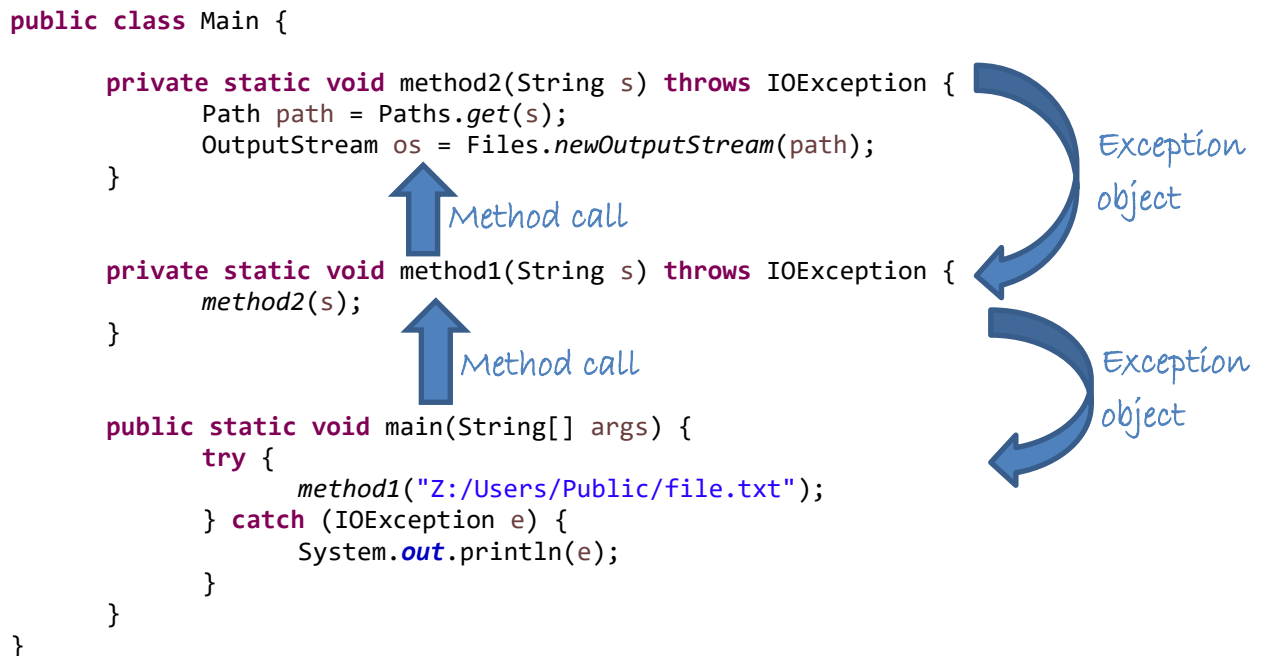 public class Main {
private static void method2(String s) throws IOException {
Path path = Paths.get(s);
OutputStream os = Files.newOutputStream(path);
}
Exception
object
Method call
private static void method1(String s) throws IOException {
method2(s);
}
Method call
Exception
object
public static void main(String[] args) {
try {
method1("Z:/Users/Public/file.txt");
} catch (IOException e) {
System.out.println(e);
}
}
}